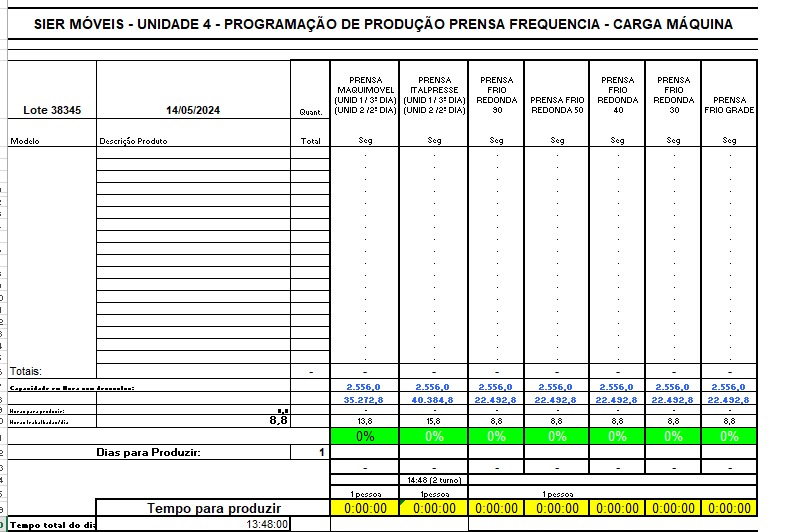 SIER MÓVEIS - UNIDADE 4 - PROGRAMAÇÃO DE PRODUÇÃO PRENSA FREQUENCIA - CARGA MÁQUINA
Lote 38345
14/05/2024
Quant.
PRENSA
MAQUIMOVEL
(UNID 1 / 3º DIA)
(UNID 2 /2º DIA)
PRENSA
ITALPRESSE
(UNID 1 / 3º DIA)
(UNID 2 /2º DIA)
PRENSA
FRIO
REDONDA
90
PRENSA FRIO
REDONDA 50
PRENSA
FRIO
REDONDA
40
PRENSA
FRIO
REDONDA
30
PRENSA
FRIO GRADE
Modelo Descrição Produto Total Seg Seg Seg Seg Seg Seg Seg
Totais: - - - - - - - -
Capacidade em Hora com descontos: 2.556,0 2.556,0 2.556,0 2.556,0 2.556,0 2.556,0 2.556,0
35.272,8 40.384,8 22.492,8 22.492,8 22.492,8 22.492,8 22.492,8
Horas para produzir: - - - - - - -
8,8 13,8 15,8 8,8 8,8 8,8 8,8 8,8
0% 0% 0% 0% 0% 0% 0%
Dias para Produzir: 1
- - - - - - -
14:48 (2 turno)
1 pessoa 1pessoa 1 pessoa
Tempo para produzir 0:00:00 0:00:00 0:00:00 0:00:00 0:00:00 0:00:00 0:00:00
Tempo total do dia 13:48:00